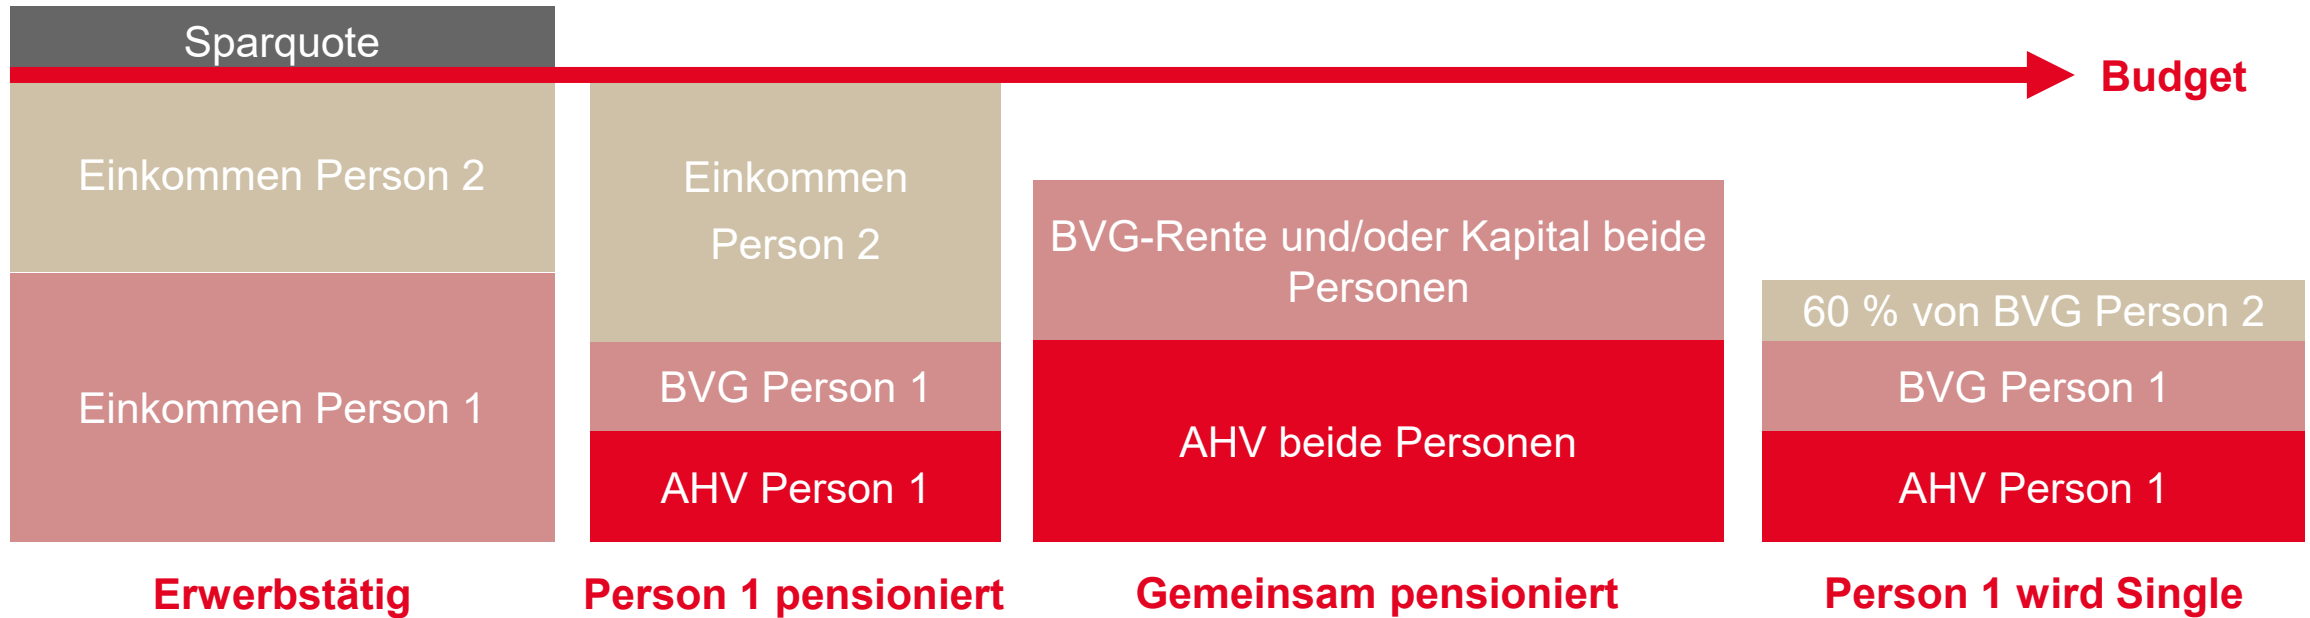 Sparquote
Budget
Einkommen Person 2
Einkommen Person 1
Einkommen
Person 2
BVG Person 1
AHV Person 1
BVG-Rente und/oder Kapital beide
Personen
AHV beide Personen
60 % von BVG Person 2
BVG Person 1
AHV Person 1
Erwerbstätig
Person 1 pensioniert
Gemeinsam pensioniert
Person 1 wird Single